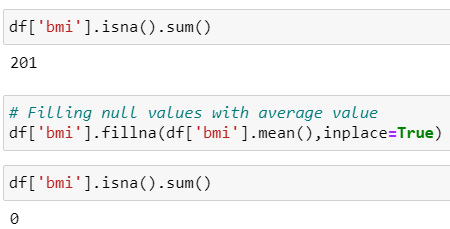 df['bmi'].isna().sum()
201
# Filling null values with average value
df['bmi'].fillna(df['bmi'].mean(),inplace=True)
df['bmi'].isna().sum()
0